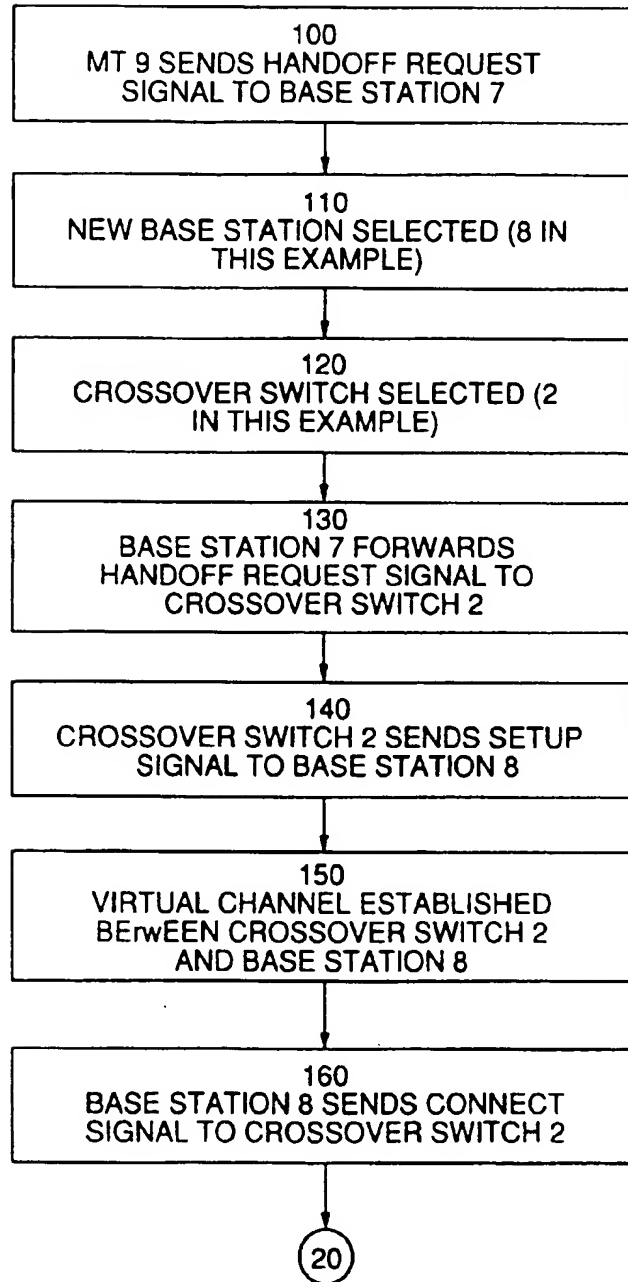 100
MT 9 SENDS HANDOFF REQUEST
SIGNAL TO BASE STATION 7
110
NEW BASE STATION SELECTED (8 IN
THIS EXAMPLE)
120
CROSSOVER SWITCH SELECTED (2
IN THIS EXAMPLE)
130
BASE STATION 7 FORWARDS
HANDOFF REQUEST SIGNAL TO
CROSSOVER SWITCH 2
140
CROSSOVER SWITCH 2 SENDS SETUP
SIGNAL TO BASE STATION 8
150
VIRTUAL CHANNEL ESTABLISHED
BErwEEN CROSSOVER SWITCH 2
AND BASE STATION 8
160
BASE STATION 8 SENDS CONNECT
SIGNAL TO CROSSOVER SWITCH 2
20